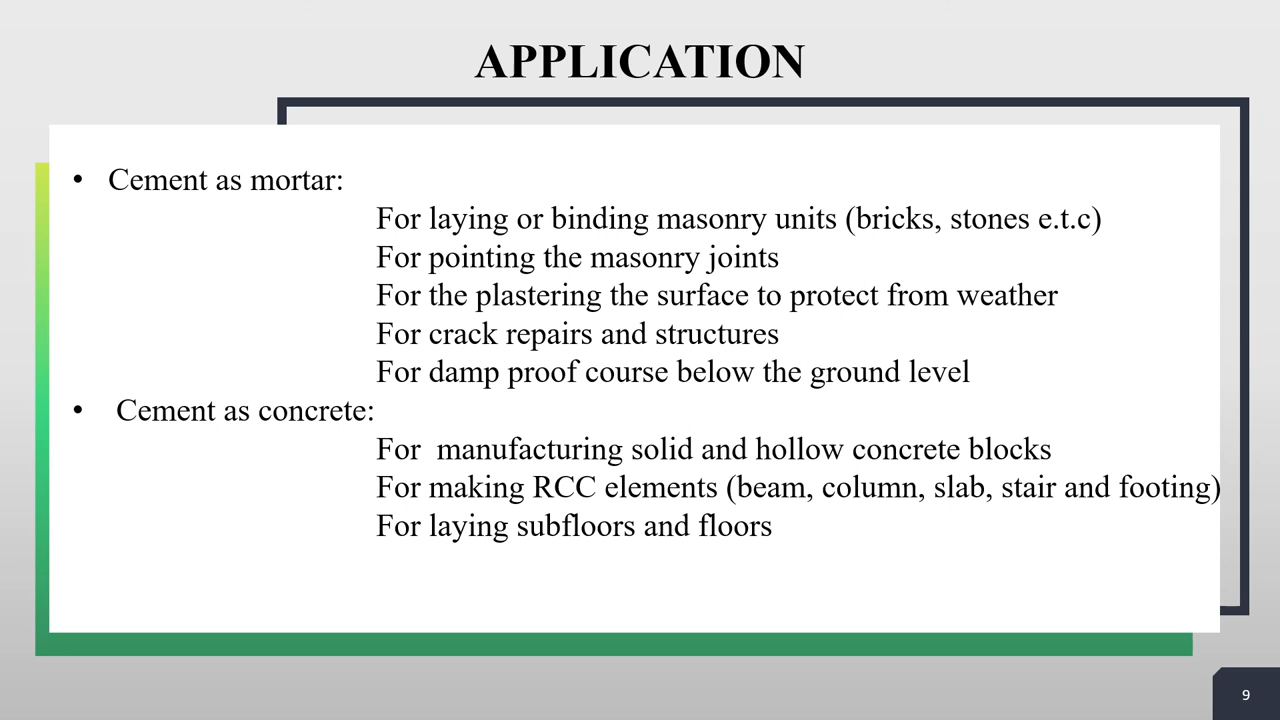 APPLICATION
• Cement as mortar:
For laying or binding masonry units (bricks, stones e.t.c)
For pointing the masonry joints
For the plastering the surface to protect from weather
For crack repairs and structures
For damp proof course below the ground level
• Cement as concrete:
For manufacturing solid and hollow concrete blocks
For making RCC elements (beam, column, slab, stair and footing)
For laying subfloors and floors
9